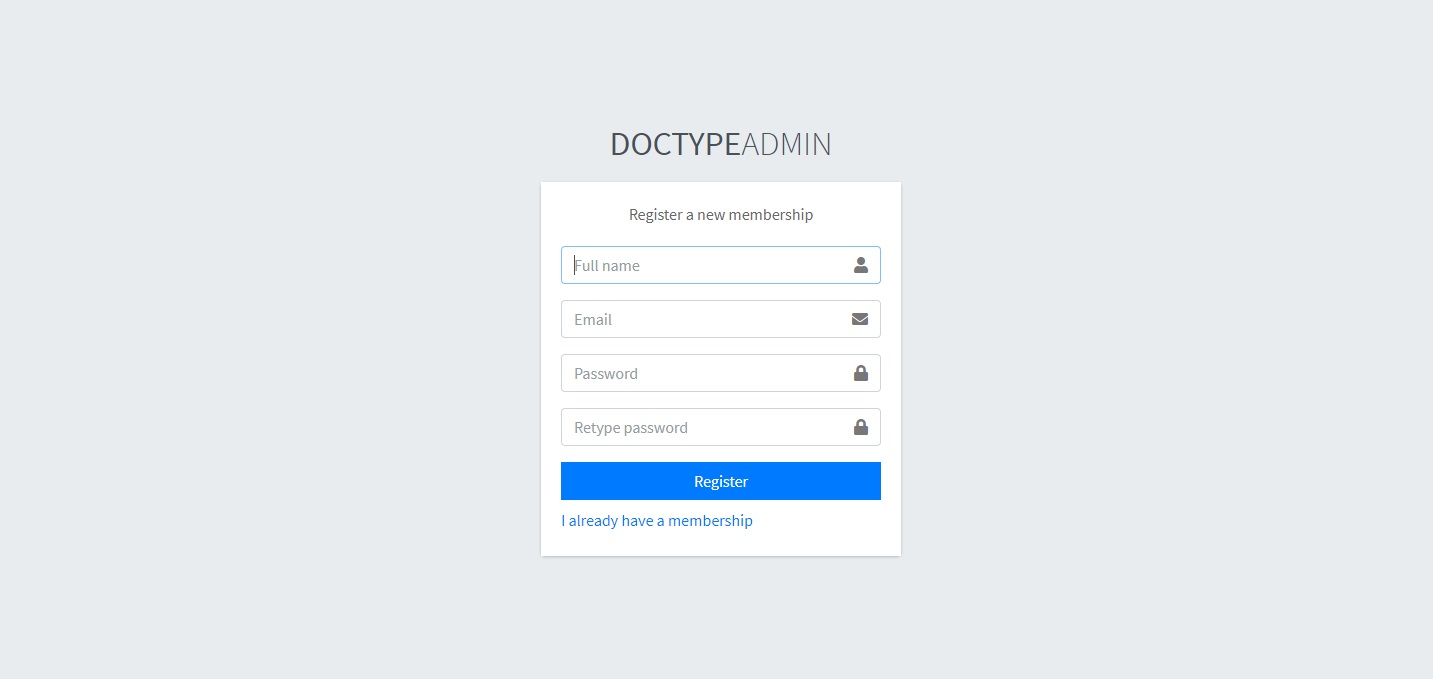 DOCTYPEADMIN
Register a new membership
Full name
Email
Password
Retype password
Register
I already have a membership